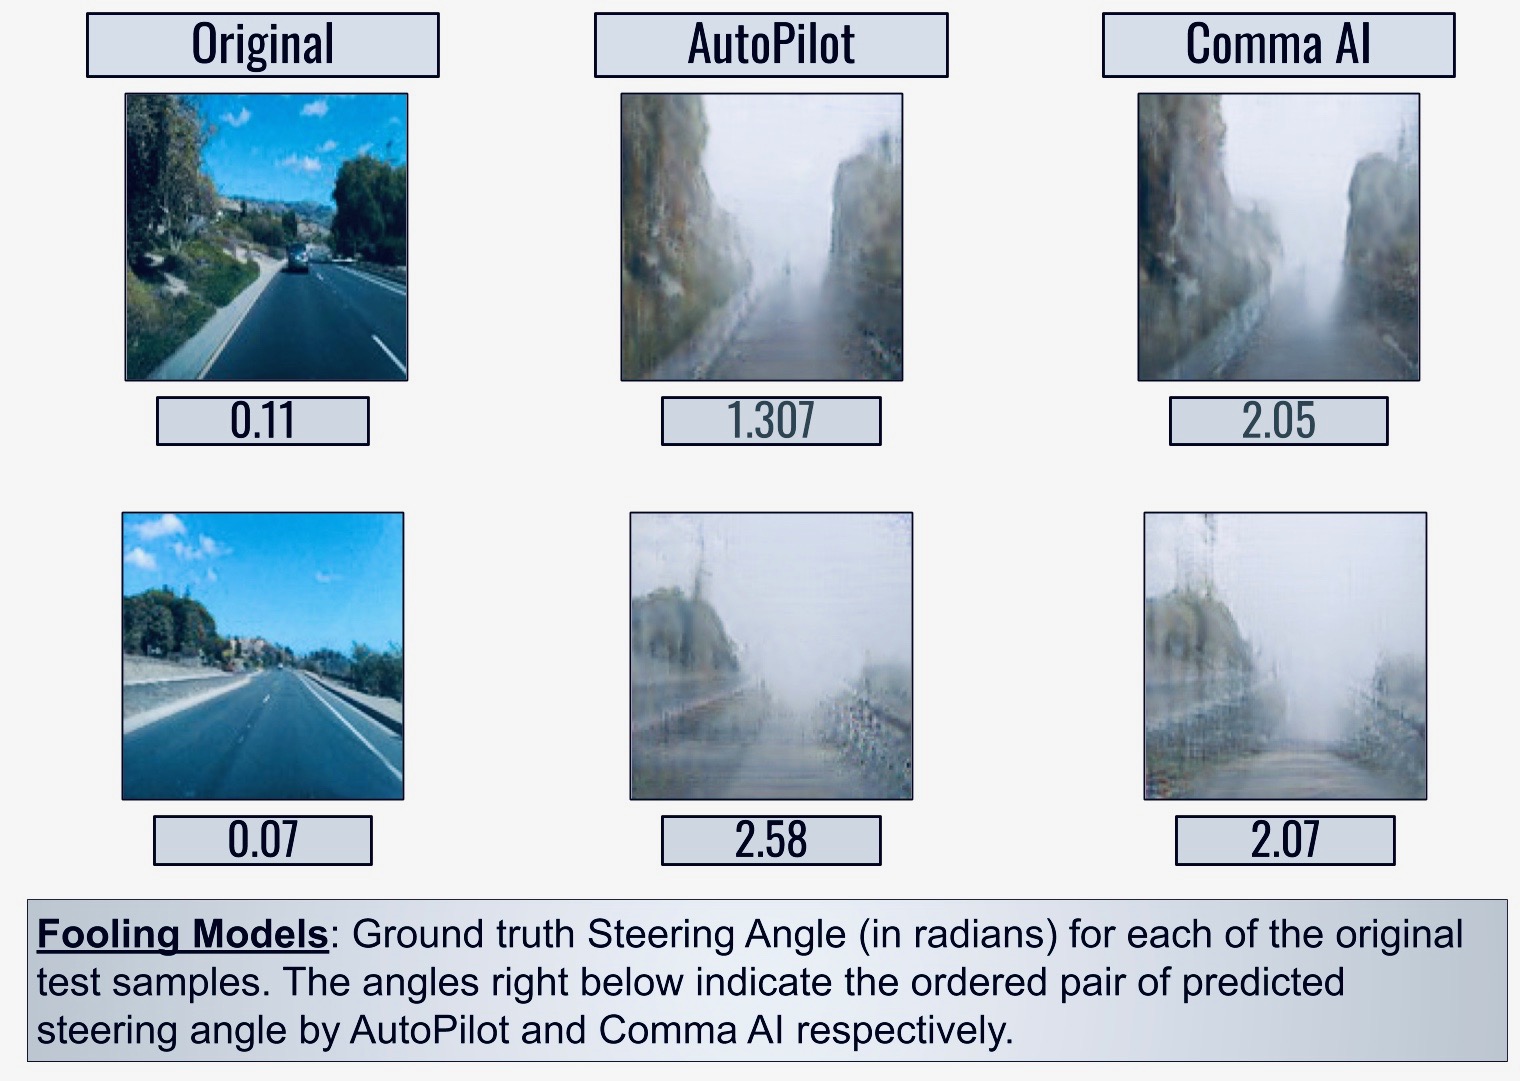 Original
AutoPilot
Comma AI
0.11
1.307
2.05
0.07
2.58
2.07
Fooling Models: Ground truth Steering Angle (in radians) for each of the original
test samples. The angles right below indicate the ordered pair of predicted
steering angle by AutoPilot and Comma AI respectively.